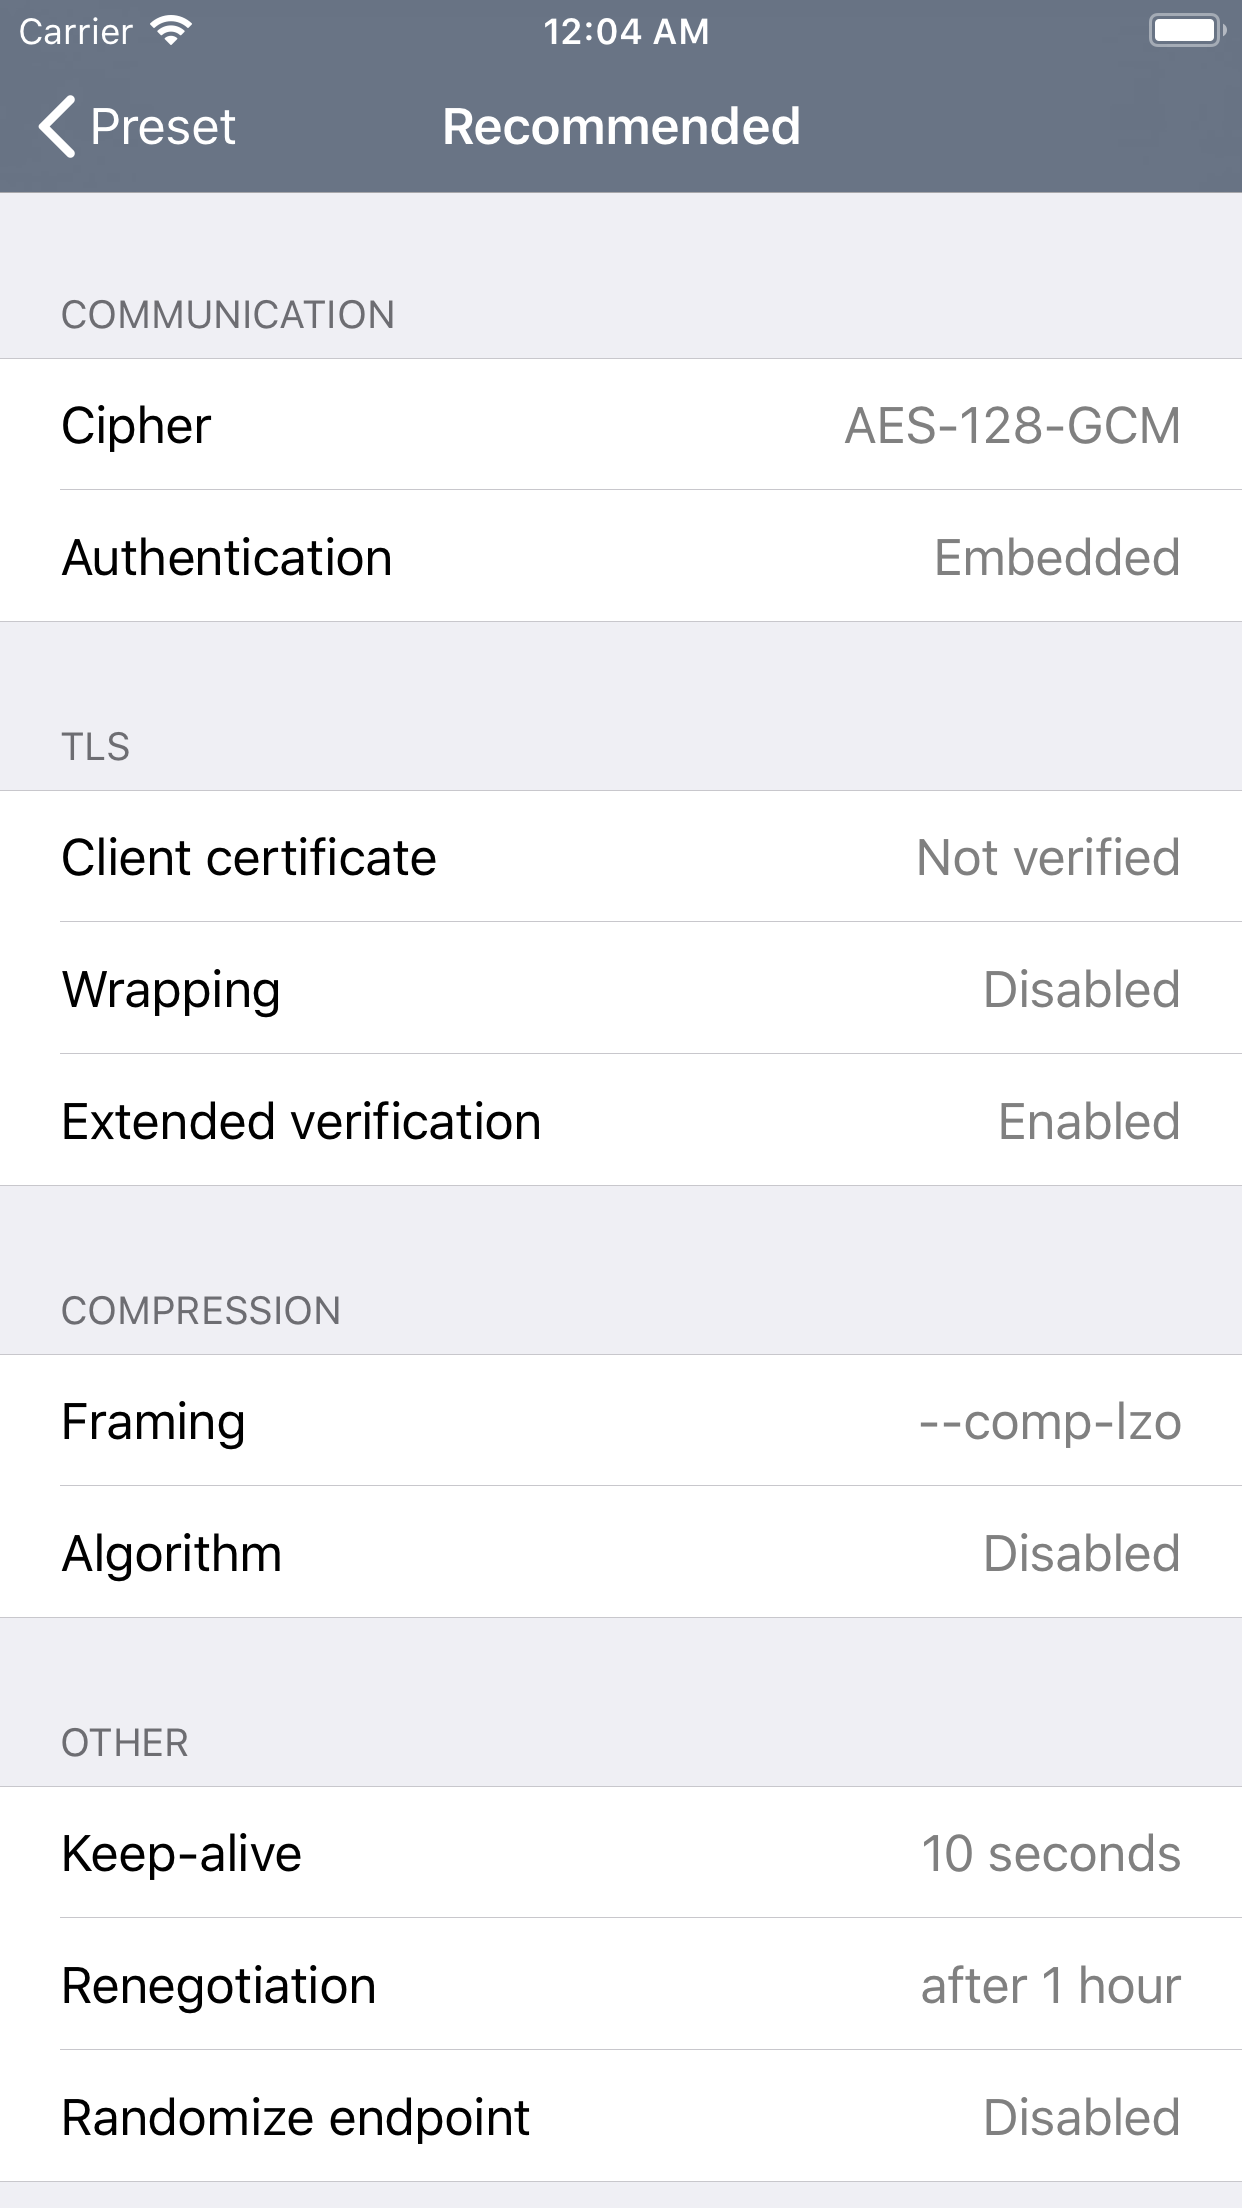 Carrier 12:04 AM
Preset Recommended
COMMUNICATION
Cipher AES-128-GCM
Authentication Embedded
TLS
Client certificate Not verified
Wrapping Disabled
Extended verification Enabled
COMPRESSION
Framing --comp-lzo
Algorithm Disabled
OTHER
Keep-alive 10 seconds
Renegotiation after 1 hour
Randomize endpoint Disabled